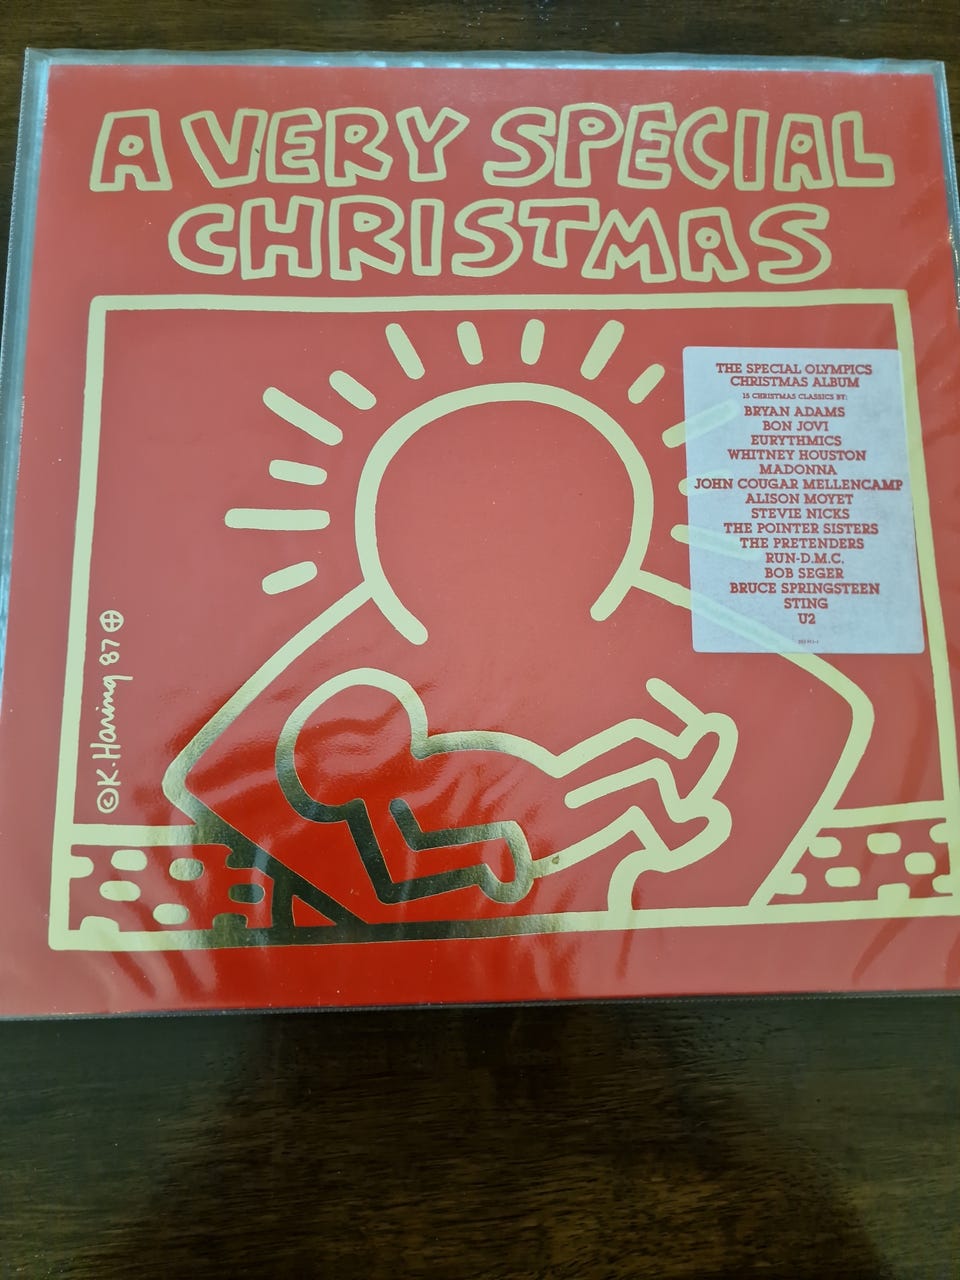 A VERY SPECIAL
CHRISTMAS
THE SPECIAL OLYMPICS
CHRISTMAS ALBUM
15 CHRISTMAS CLASSICS BY:
BRYAN ADAMS
BON JOVI
EURYTHMICS
WHITNEY HOUSTON
MADONNA
JOHN COUGAR MELLENCAMP
ALISON MOYET
STEVIE NICKS
THE POINTER SISTERS
THE PRETENDERS
RUN-D.M.C.
BOB SEGER
BRUCE SPRINGSTEEN
STING
U2
© K. Haring 87